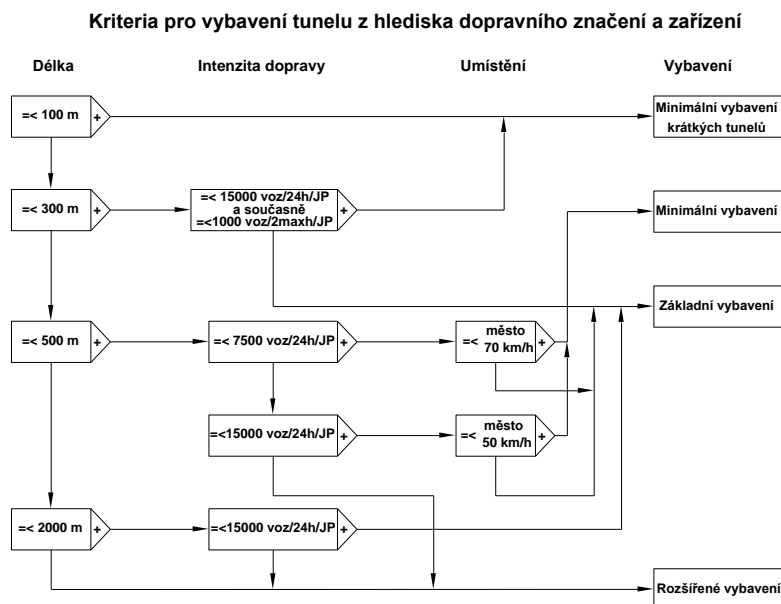 Kriteria pro vybavení tunelu z hlediska dopravního značení a zařízení
Délka
Intenzita dopravy
Umístění
Vybavení
=< 100 m
+
Minimální vybavení
krátkých tunelů
=< 300 m
+
=< 15000 voz/24h/JP
a současně
=<1000 voz/2maxh/JP
+
Minimální vybavení
Základní vybavení
=< 500 m
+
=< 7500 voz/24h/JP
+
=< město
70 km/h
+
=<15000 voz/24h/JP
+
=< město
50 km/h
+
=< 2000 m
+
=<15000 voz/24h/JP
+
Rozšířené vybavení